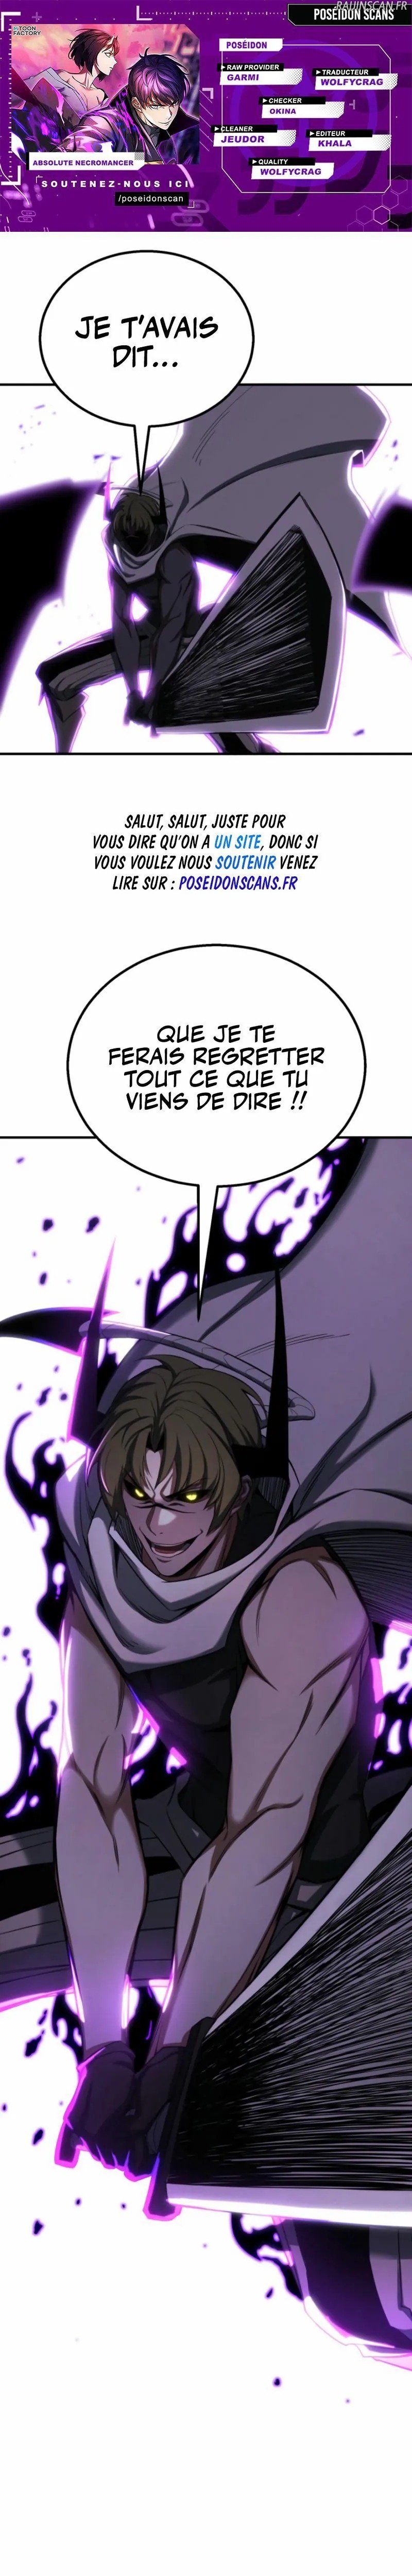 RAIJINSCAN.FR
POSÉIDON SCANS
TOON
FACTORY
POSÉIDON
▶ RAW PROVIDER
GARMI
▶ TRADUCTEUR
WOLFYCRAG
▶ CHECKER
OKINA
▶ CLEANER
JEUDOR
▶ EDITEUR
KHALA
▶ QUALITY
WOLFYCRAG
ABSOLUTE NECROMANCER
SOUTENEZ-NOUS ICI
/poseidonscan
JE T'AVAIS
DIT...
SALUT, SALUT, JUSTE POUR
VOUS DIRE QU'ON A UN SITE, DONC SI
VOUS VOULEZ NOUS SOUTENIR VENEZ
LIRE SUR : POSEIDONSCANS.FR
QUE JE TE
FERAIS REGRETTER
TOUT CE QUE TU
VIENS DE DIRE !!